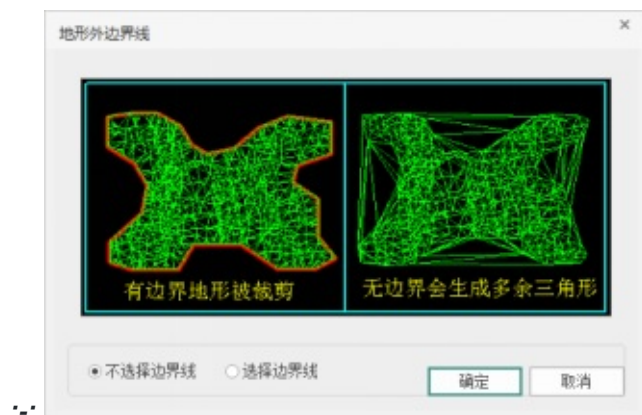 地形外边界线
有边界地形被裁剪
无边界会生成多余三角形
不选择边界线
选择边界线
确定
取消